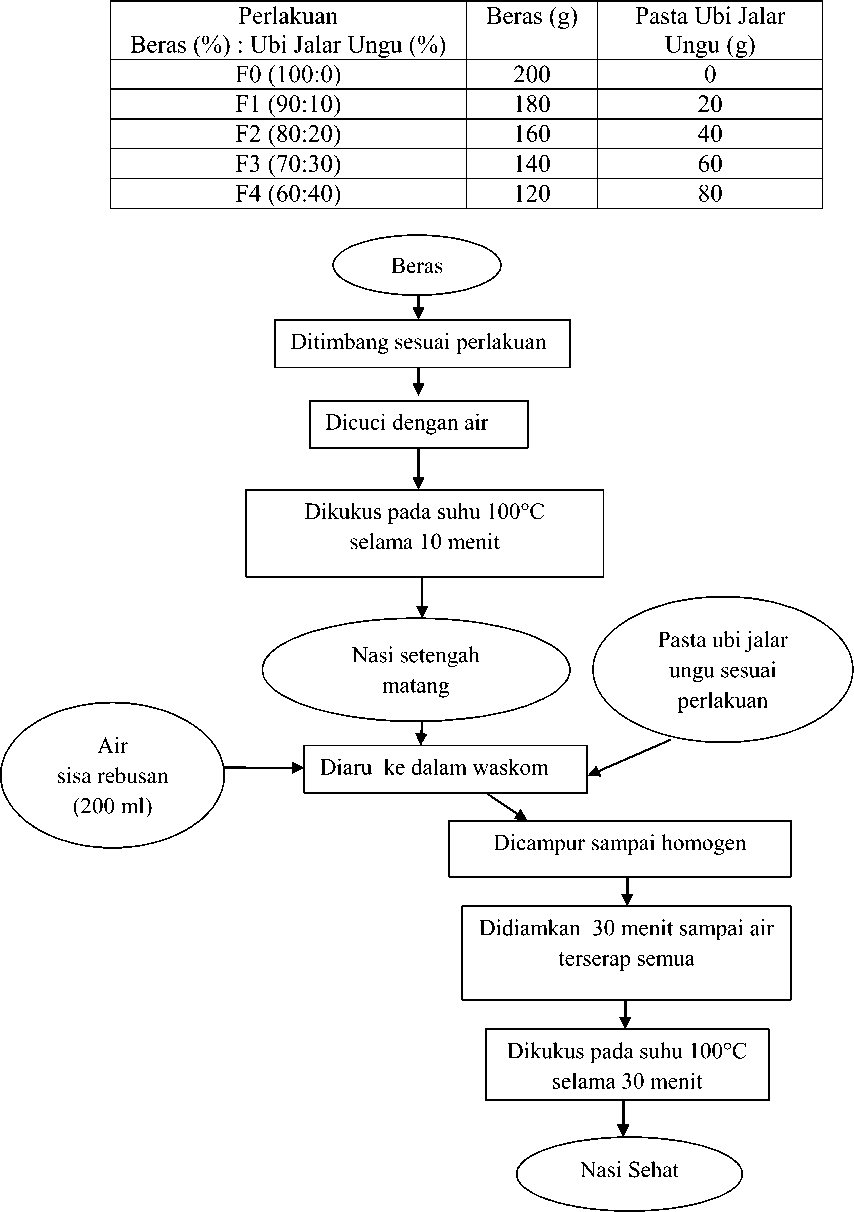 Perlakuan
Beras (%) : Ubi Jalar Ungu (%)
Beras (g)
Pasta Ubi Jalar
Ungu (g)
F0 (100:0) 200 0
F1 (90:10) 180 20
F2 (80:20) 160 40
F3 (70:30) 140 60
F4 (60:40) 120 80
Beras
Ditimbang sesuai perlakuan
Dicuci dengan air
Dikukus pada suhu 100°C
selama 10 menit
Nasi setengah
matang
Pasta ubi jalar
ungu sesuai
perlakuan
Air
sisa rebusan
(200 ml)
Diaru ke dalam waskom
Dicampur sampai homogen
Didiamkan 30 menit sampai air
terserap semua
Dikukus pada suhu 100°C
selama 30 menit
Nasi Sehat